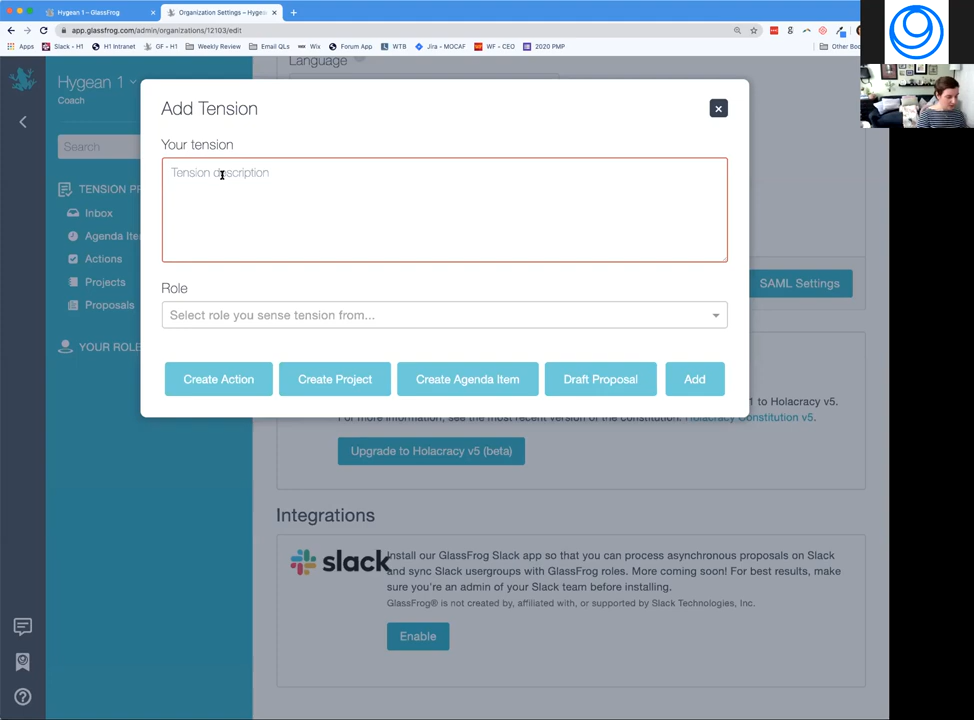 Hygean 1 – GlassFrog
Organization Settings – Hygea
app.glassfrog.com/admin/organizations/12103/edit
Apps
Slack - H1
H1 Intranet
GF - H1
Weekly Review
Email QLs
Wix
Forum App
WTB
Jira – MOCAF
WF - CEO
2020 PMP
Other Boo
Hygean 1
Coach
Search
TENSION PR
Inbox
Agenda Ite
Actions
Projects
Proposals
YOUR ROLE
Language
Add Tension
Your tension
Tension description
Role
Select role you sense tension from...
Create Action
Create Project
Create Agenda Item
Draft Proposal
Add
SAML Settings
1 to Holacracy v5.
For more information, see the most recent version of the constitution: Holacracy Constitution v5.
Upgrade to Holacracy v5 (beta)
Integrations
slack
Install our GlassFrog Slack app so that you can process asynchronous proposals on Slack
and sync Slack usergroups with GlassFrog roles. More coming soon! For best results, make
sure you're an admin of your Slack team before installing.
GlassFrog® is not created by, affiliated with, or supported by Slack Technologies, Inc.
Enable